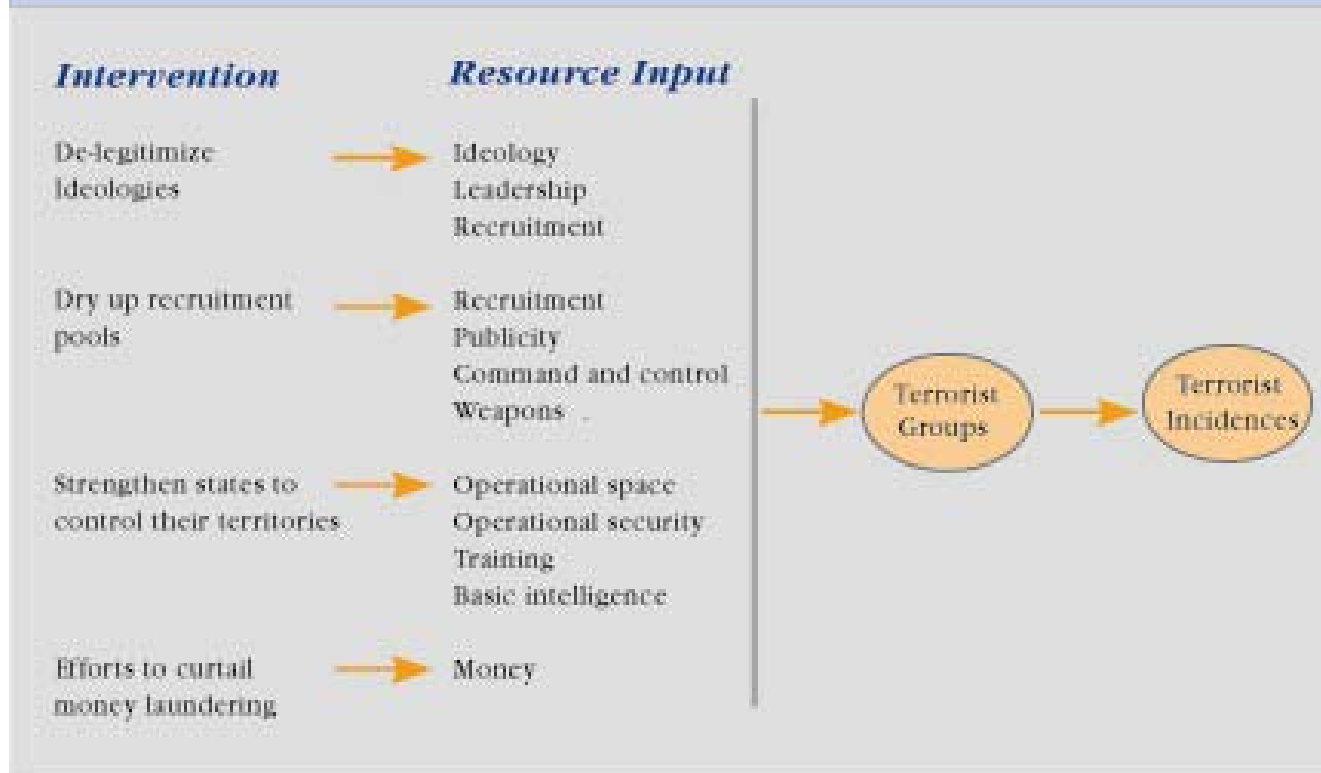 Intervention
Resource Input
De-legitimize
Ideologies
Ideology
Leadership
Recruitment
Dry up recruitment
pools
Recruitment
Publicity
Command and control
Weapons .
Strengthen states to
control their territories
Operational space
Operational security
Training
Basic intelligence
Efforts to curtail
money laundering
Money
Terrorist
Groups
Terrorist
Incidences